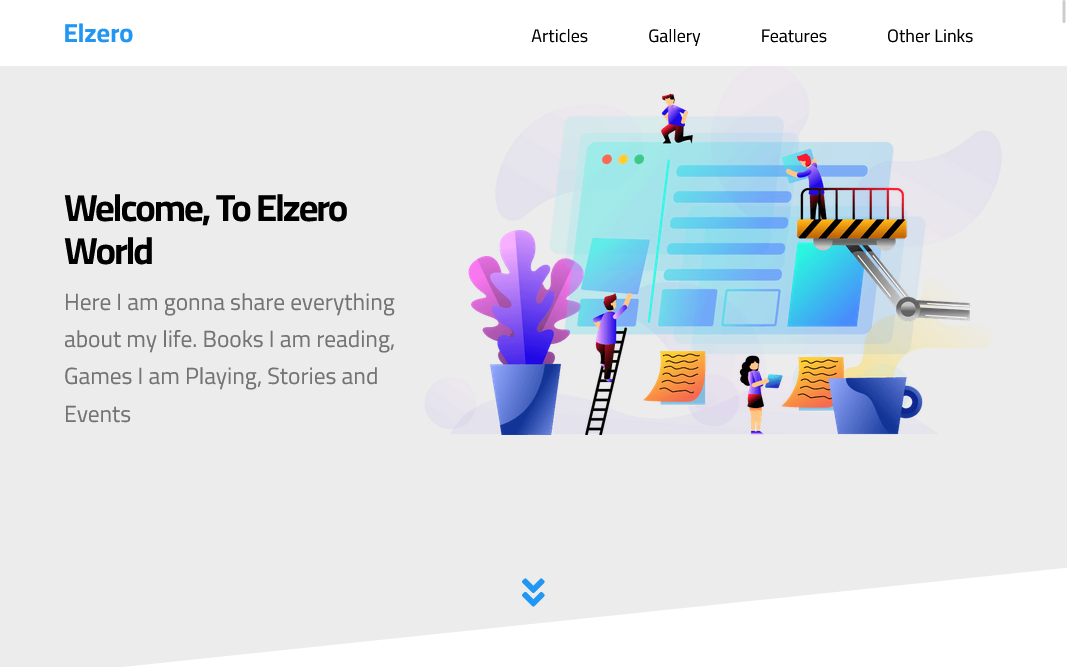 Elzero
Articles
Gallery
Features
Other Links
Welcome, To Elzero
World
Here I am gonna share everything
about my life. Books I am reading,
Games I am Playing, Stories and
Events